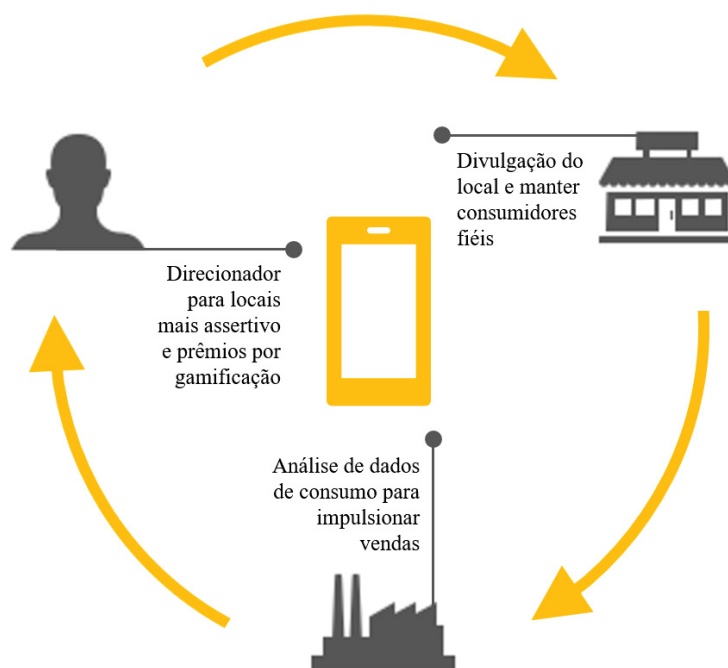 Divulgação do
local e manter
consumidores
fiéis
Direcionador
para locais
mais assertivo
e prêmios por
gamificação
Análise de dados
de consumo para
impulsionar
vendas